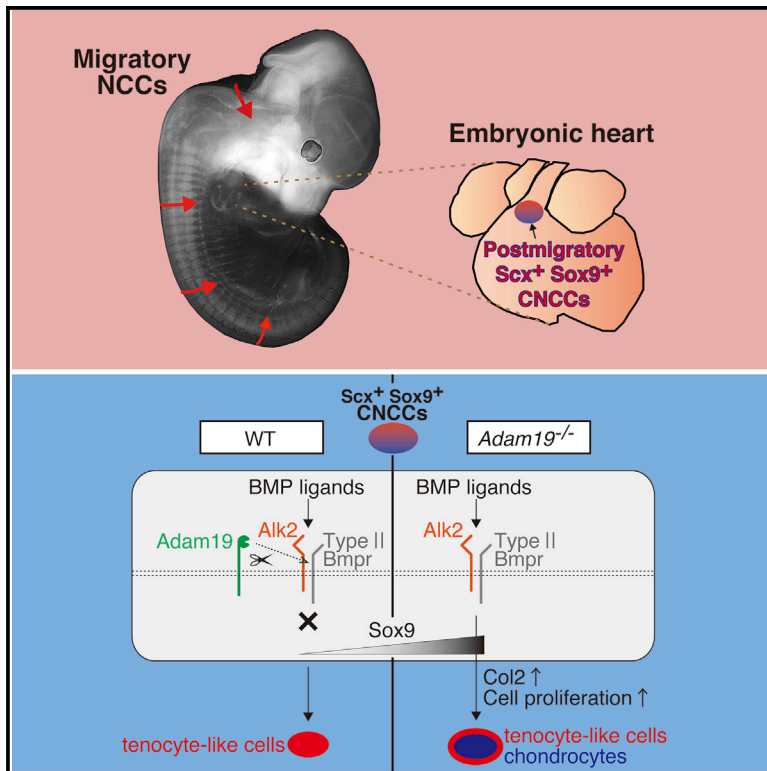 Migratory
NCCs
Embryonic heart
Postmigratory
Scx⁺ Sox9⁺
CNCCs
Scx⁺ Sox9⁺
CNCCs
WT
Adam19⁻/⁻
BMP ligands
BMP ligands
Adam19
Alk2
Type II
Bmpr
Alk2
Type II
Bmpr
Sox9
Col2 ↑
Cell proliferation ↑
tenocyte-like cells
tenocyte-like cells
chondrocytes